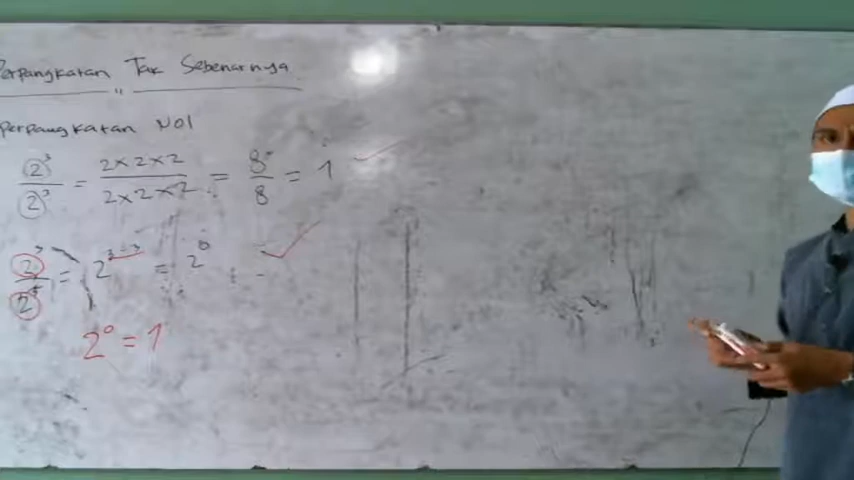 Perpangkatan Tak Sebenarnya
Perpangkatan Nol
2³/2³ = 2×2×2/2×2×2 = 8/8 = 1 ✓
2³/2³ = 2³⁻³ = 2⁰ ✓
2⁰ = 1